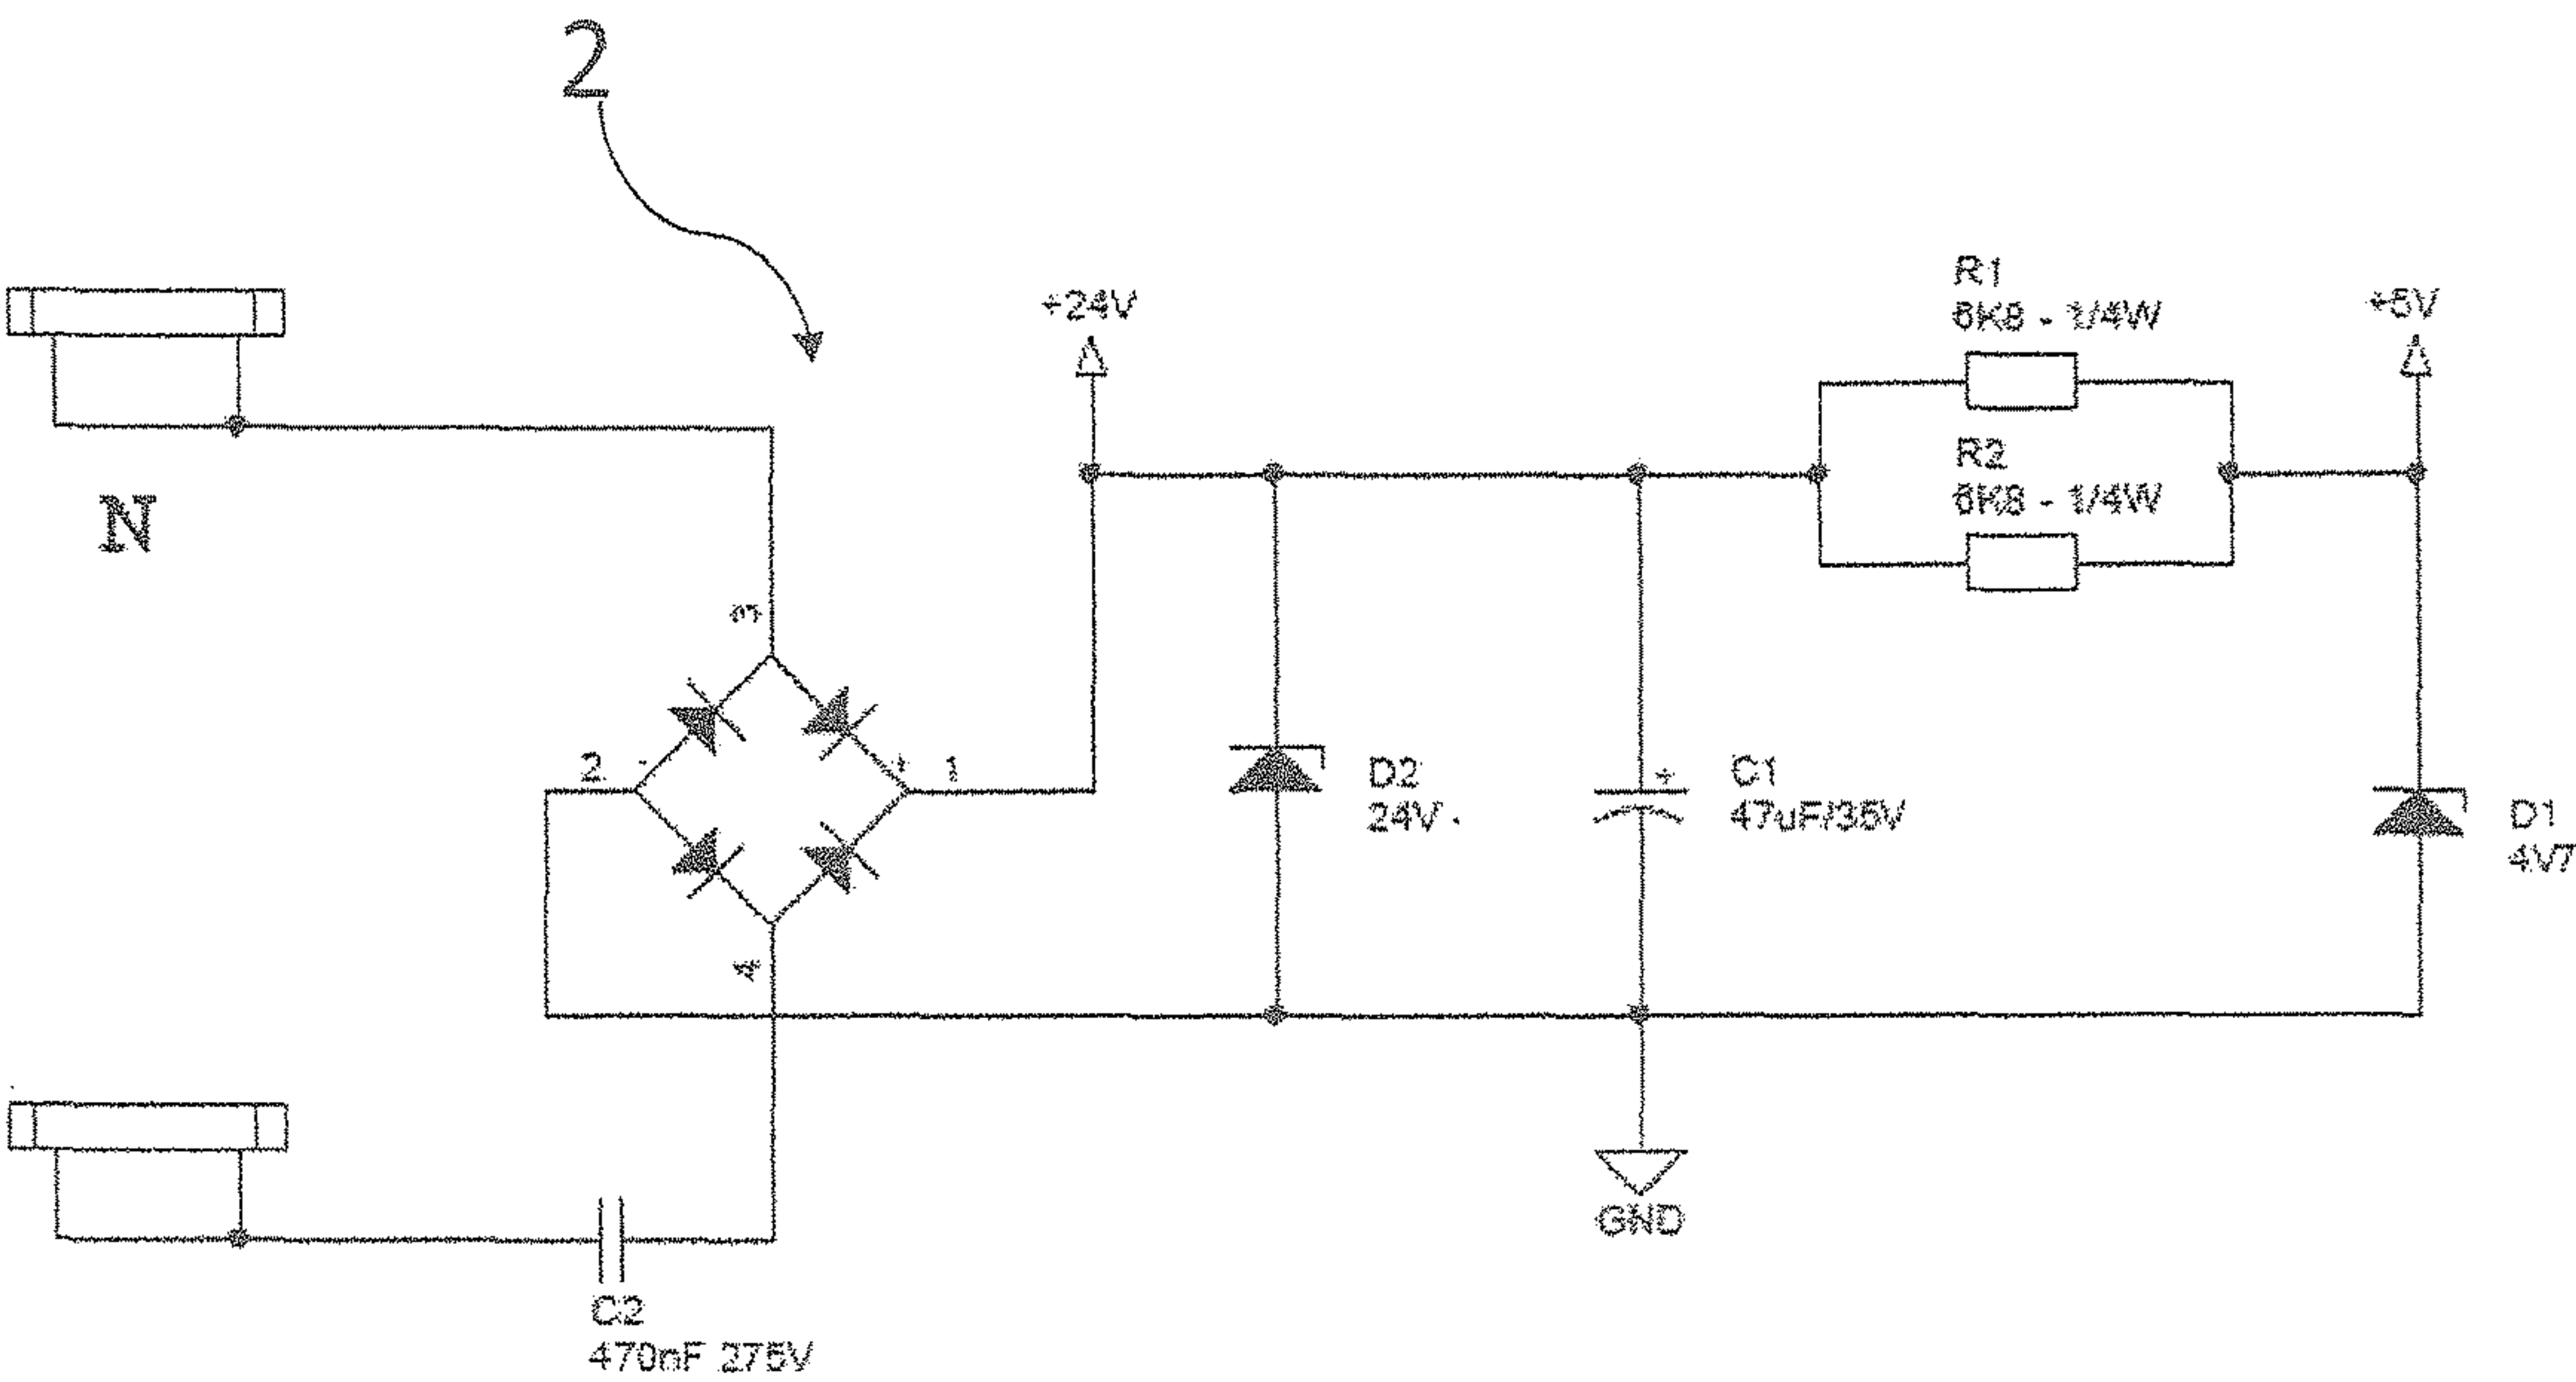 2
+24V
R1
6K8 - 1/4W
+5V
R2
6K8 - 1/4W
N
3
2 -
+ 1
D2
24V
+ C1
47uF/35V
D1
4V7
4
GND
C2
470nF 275V